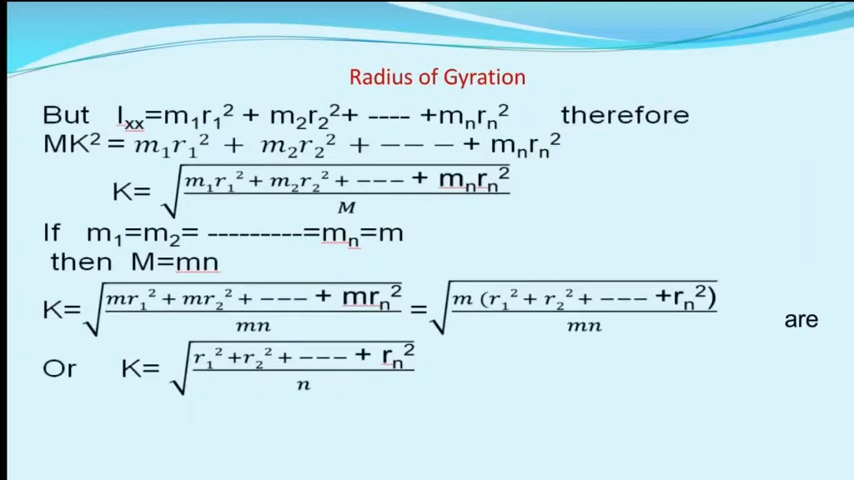 Radius of Gyration
But Iₓₓ=m₁r₁² + m₂r₂²+ ---- +mₙrₙ² therefore
MK² = m₁r₁² + m₂r₂² + −− − + mₙrₙ²
K= √((m₁r₁² + m₂r₂² + −−− + mₙrₙ²)/M)
If m₁=m₂= ---------=mₙ=m
then M=mn
K= √((mr₁² + mr₂² + −−− + mrₙ²)/mn) = √((m (r₁² + r₂² + −−− +rₙ²))/mn)
are
Or K= √((r₁² +r₂² + −−− + rₙ²)/n)